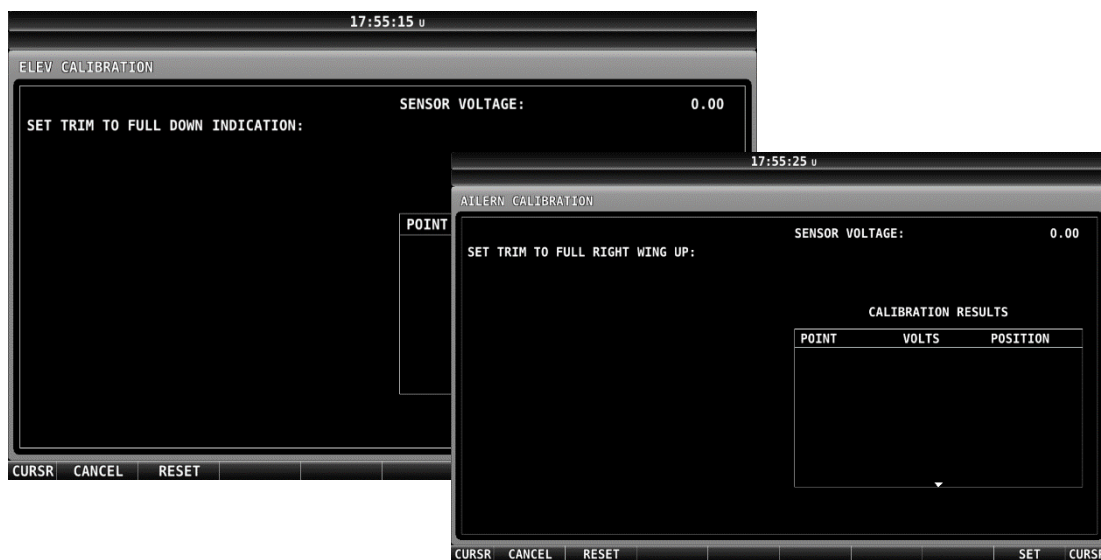 17:55:15 U
ELEV CALIBRATION
SENSOR VOLTAGE: 0.00
SET TRIM TO FULL DOWN INDICATION:
POINT
CURSR CANCEL RESET
17:55:25 U
AILERN CALIBRATION
SENSOR VOLTAGE: 0.00
SET TRIM TO FULL RIGHT WING UP:
CALIBRATION RESULTS
POINT VOLTS POSITION
CURSR CANCEL RESET SET CURS